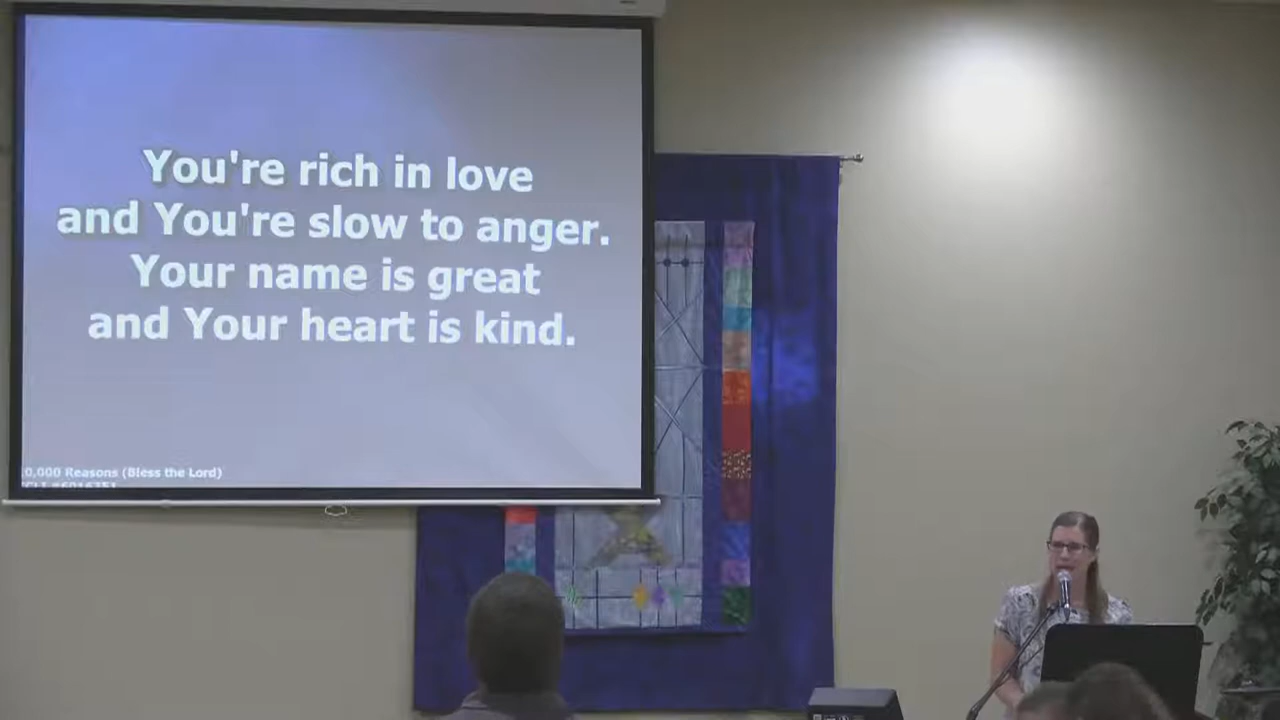 You're rich in love
and You're slow to anger.
Your name is great
and Your heart is kind.
0,000 Reasons (Bless the Lord)